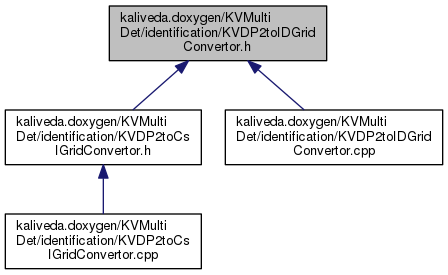 kaliveda.doxygen/KVMulti
Det/identification/KVDP2toIDGrid
Convertor.h
kaliveda.doxygen/KVMulti
Det/identification/KVDP2toCs
IGridConvertor.h
kaliveda.doxygen/KVMulti
Det/identification/KVDP2toIDGrid
Convertor.cpp
kaliveda.doxygen/KVMulti
Det/identification/KVDP2toCs
IGridConvertor.cpp